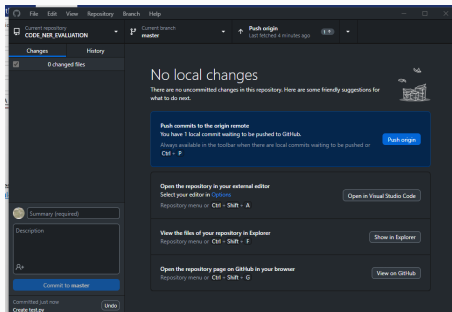 File Edit View Repository Branch Help
Current repository
CODE_NER_EVALUATION
Current branch
master
Push origin
Last fetched 4 minutes ago
Changes
History
0 changed files
No local changes
There are no uncommitted changes in this repository. Here are some friendly suggestions for
what to do next.
Push commits to the origin remote
You have 1 local commit waiting to be pushed to GitHub.
Always available in the toolbar when there are local commits waiting to be pushed or
Ctrl + P
Push origin
Open the repository in your external editor
Select your editor in Options
Repository menu or Ctrl + Shift + A
Open in Visual Studio Code
View the files of your repository in Explorer
Repository menu or Ctrl + Shift + F
Show in Explorer
Open the repository page on GitHub in your browser
Repository menu or Ctrl + Shift + G
View on GitHub
Summary (required)
Description
Commit to master
Committed just now
Create test.py
Undo